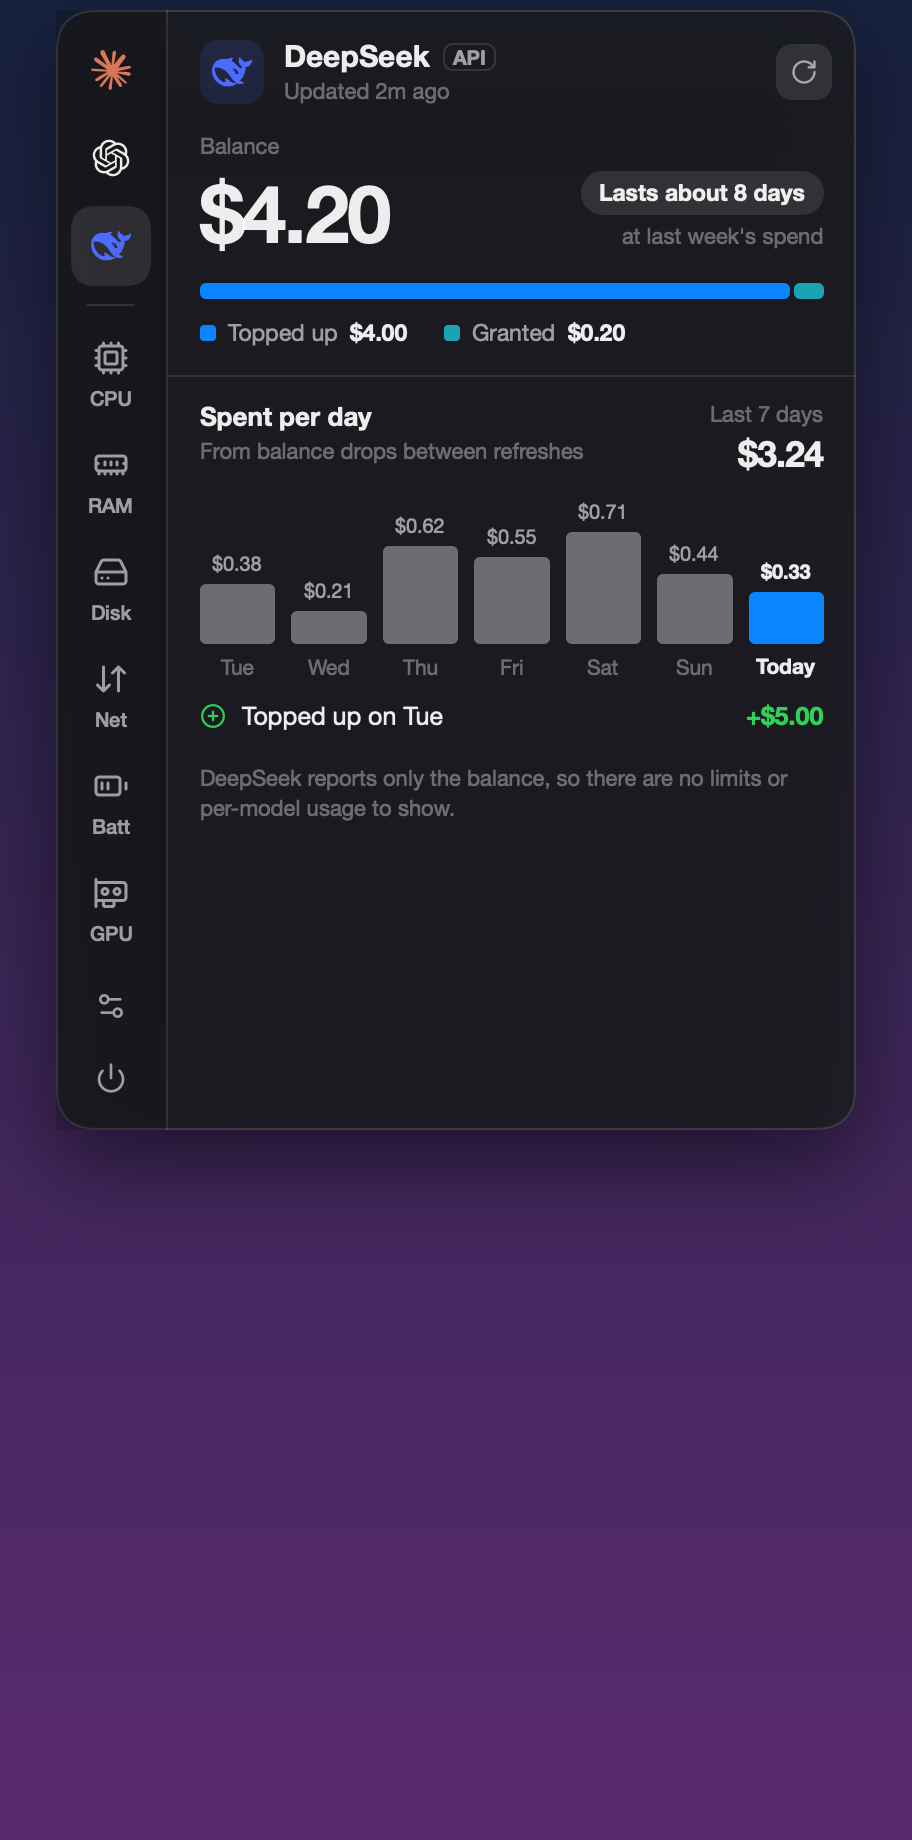 DeepSeek API
Updated 2m ago
Balance
$4.20
Lasts about 8 days
at last week's spend
Topped up $4.00 Granted $0.20
Spent per day
From balance drops between refreshes
Last 7 days
$3.24
$0.38 $0.21 $0.62 $0.55 $0.71 $0.44 $0.33
Tue Wed Thu Fri Sat Sun Today
Topped up on Tue +$5.00
DeepSeek reports only the balance, so there are no limits or
per-model usage to show.
CPU
RAM
Disk
Net
Batt
GPU